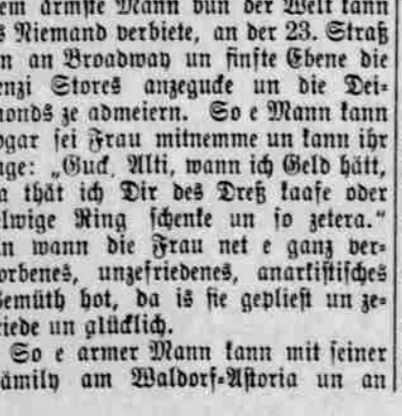 em ärmste Mann vun der Welt kann
s Niemand verbiete, an der 23. Straß
n an Broadway un finfte Ebene die
enzi Stores anzegucke un die Dei-
monds ze admeiern. So e Mann kann
ogar sei Frau mitnemme un kann ihr
age: „Guck, Alti, wann ich Geld hätt,
a thät ich Dir des Dreß kaafe oder
elwige Ring schenke un so zetera.“
n wann die Frau net e ganz ver-
orbenes, unzefriedenes, anarkistisches
emüth hot, da is sie gepliest un ze-
riede un glücklich.
So e armer Mann kann mit seiner
ämily am Waldorf-Astoria un an